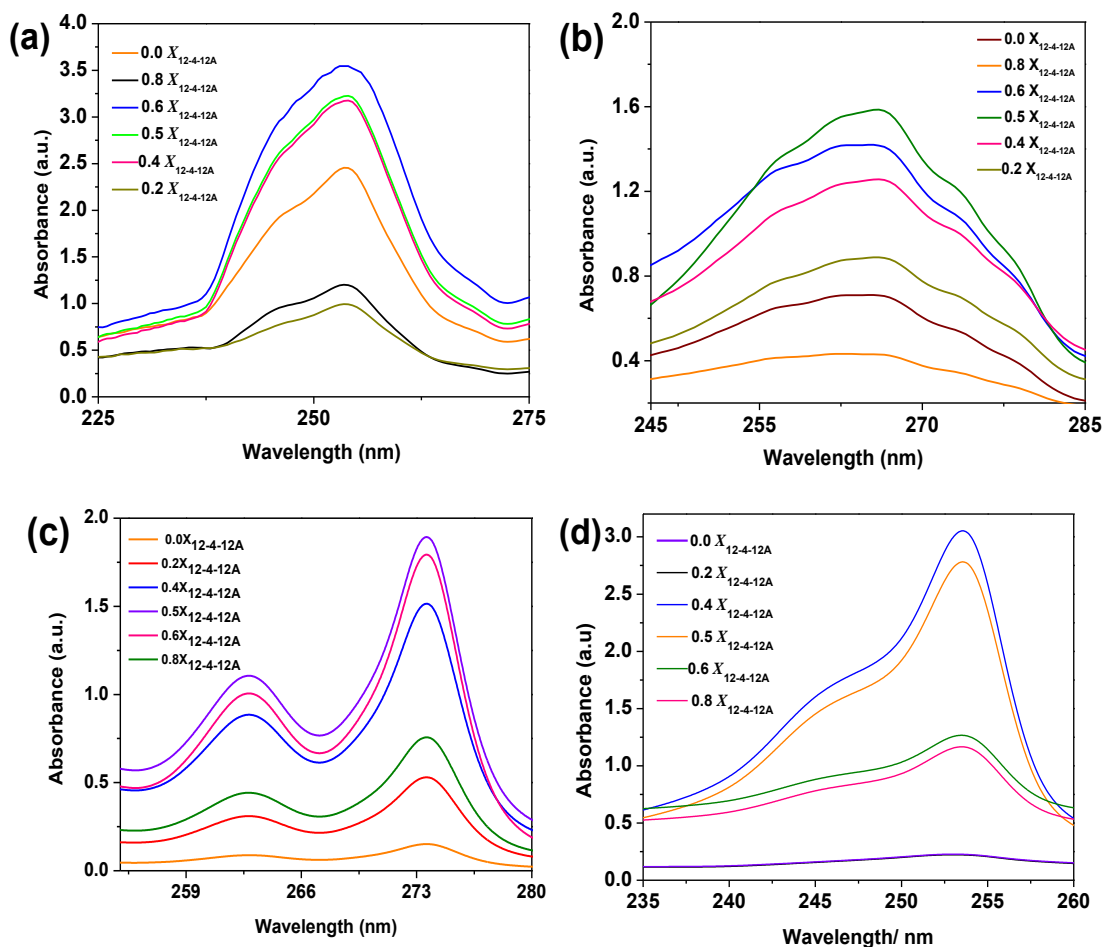 (a)
4.0
3.5
3.0
2.5
2.0
1.5
1.0
0.5
0.0
Absorbance (a.u.)
0.0 X12-4-12A
0.8 X12-4-12A
0.6 X12-4-12A
0.5 X12-4-12A
0.4 X12-4-12A
0.2 X12-4-12A
225 250 275
Wavelength (nm)
(b)
2.0
1.6
1.2
0.8
0.4
Absorbance (a.u.)
0.0 X12-4-12A
0.8 X12-4-12A
0.6 X12-4-12A
0.5 X12-4-12A
0.4 X12-4-12A
0.2 X12-4-12A
245 255 270 285
Wavelength (nm)
(c)
2.0
1.5
1.0
0.5
0.0
Absorbance (a.u.)
0.0X12-4-12A
0.2X12-4-12A
0.4X12-4-12A
0.5X12-4-12A
0.6X12-4-12A
0.8X12-4-12A
259 266 273 280
Wavelength (nm)
(d)
3.0
2.5
2.0
1.5
1.0
0.5
0.0
Absorbance (a.u)
0.0 X12-4-12A
0.2 X12-4-12A
0.4 X12-4-12A
0.5 X12-4-12A
0.6 X12-4-12A
0.8 X12-4-12A
235 240 245 250 255 260
Wavelength/ nm